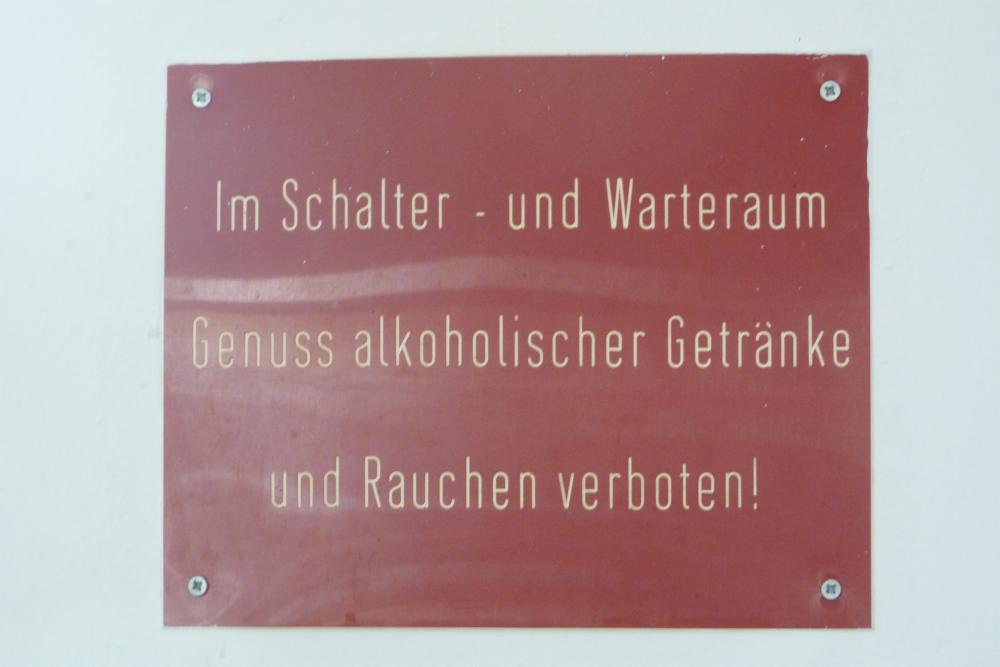 Im Schalter - und Warteraum
Genuss alkoholischer Getränke
und Rauchen verboten!